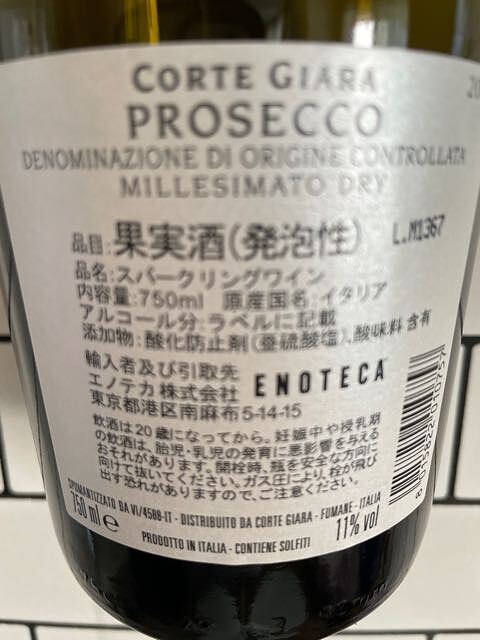 CORTE GIARA
20
PROSECCO
DENOMINAZIONE DI ORIGINE CONTROLLATA
MILLESIMATO DRY
品目:果実酒(発泡性)
L.M1367
品名:スパークリングワイン
内容量:750ml 原産国名:イタリア
アルコール分:ラベルに記載
添加物:酸化防止剤(亜硫酸塩)、酸味料 含有
輸入者及び引取先
エノテカ株式会社 ENOTECA
東京都港区南麻布5-14-15
飲酒は20歳になってから。妊娠中や授乳期
の飲酒は、胎児・乳児の発育に悪影響を与える
おそれがあります。開栓時、瓶を安全な方向に
向けて抜いてください。ガス圧により、栓が飛び
出す恐れがありますので、ご注意ください。
SPUMANTIZZATO DA VI/4588-IT - DISTRIBUITO DA CORTE GIARA - FUMANE - ITALIA
750 ml e
11% vol
PRODOTTO IN ITALIA - CONTIENE SOLFITI